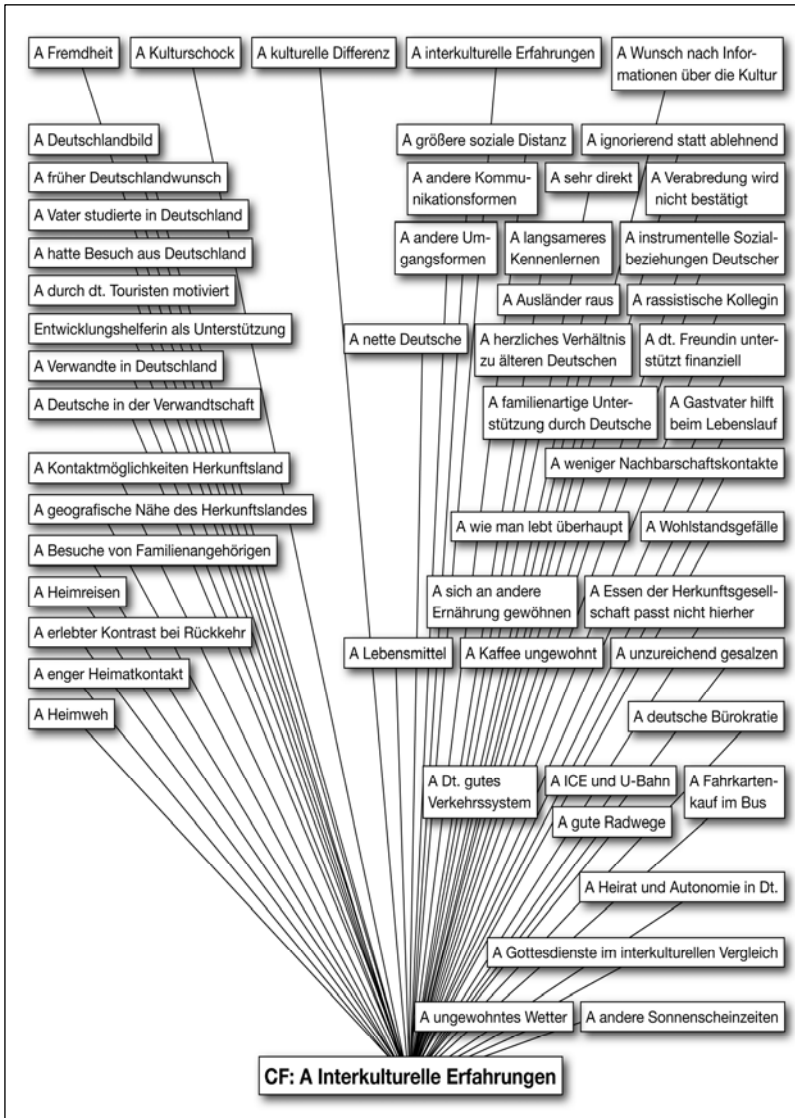 A Fremdheit
A Kulturschock
A kulturelle Differenz
A interkulturelle Erfahrungen
A Wunsch nach Infor-
mationen über die Kultur
A Deutschlandbild
A früher Deutschlandwunsch
A Vater studierte in Deutschland
A hatte Besuch aus Deutschland
A durch dt. Touristen motiviert
Entwicklungshelferin als Unterstützung
A Verwandte in Deutschland
A Deutsche in der Verwandtschaft
A Kontaktmöglichkeiten Herkunftsland
A geografische Nähe des Herkunftslandes
A Besuche von Familienangehörigen
A Heimreisen
A erlebter Kontrast bei Rückkehr
A enger Heimatkontakt
A Heimweh
A größere soziale Distanz
A ignorierend statt ablehnend
A andere Kommu-
nikationsformen
A sehr direkt
A Verabredung wird
nicht bestätigt
A andere Um-
gangsformen
A langsameres
Kennenlernen
A instrumentelle Sozial-
beziehungen Deutscher
A Ausländer raus
A rassistische Kollegin
A nette Deutsche
A herzliches Verhältnis
zu älteren Deutschen
A dt. Freundin unter-
stützt finanziell
A familienartige Unter-
stützung durch Deutsche
A Gastvater hilft
beim Lebenslauf
A weniger Nachbarschaftskontakte
A wie man lebt überhaupt
A Wohlstandsgefälle
A sich an andere
Ernährung gewöhnen
A Essen der Herkunftsgesell-
schaft passt nicht hierher
A Lebensmittel
A Kaffee ungewohnt
A unzureichend gesalzen
A deutsche Bürokratie
A Dt. gutes
Verkehrssystem
A ICE und U-Bahn
A Fahrkarten-
kauf im Bus
A gute Radwege
A Heirat und Autonomie in Dt.
A Gottesdienste im interkulturellen Vergleich
A ungewohntes Wetter
A andere Sonnenscheinzeiten
CF: A Interkulturelle Erfahrungen